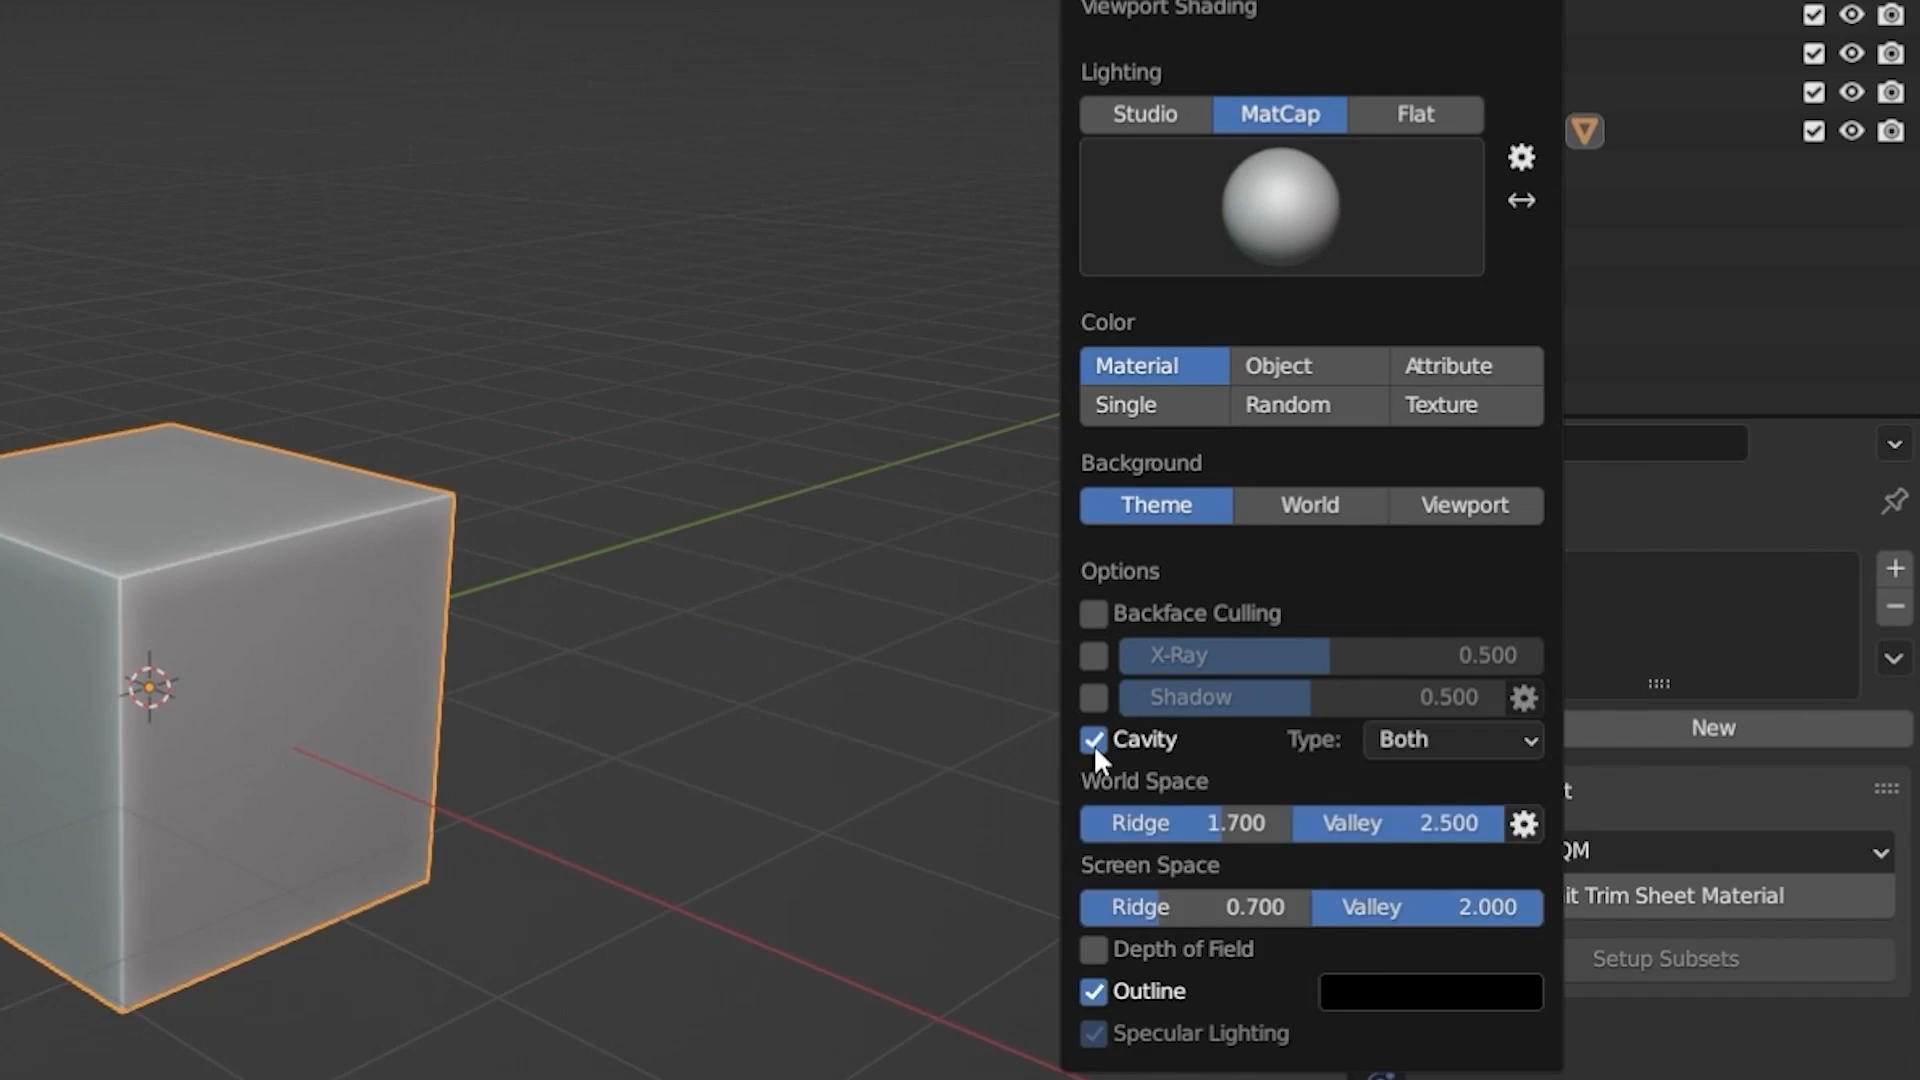 Viewport Shading
Lighting
Studio MatCap Flat
Color
Material Object Attribute
Single Random Texture
Background
Theme World Viewport
Options
Backface Culling
X-Ray 0.500
Shadow 0.500
Cavity Type: Both
World Space
Ridge 1.700 Valley 2.500
Screen Space
Ridge 0.700 Valley 2.000
Depth of Field
Outline
Specular Lighting
New
t
QM
it Trim Sheet Material
Setup Subsets